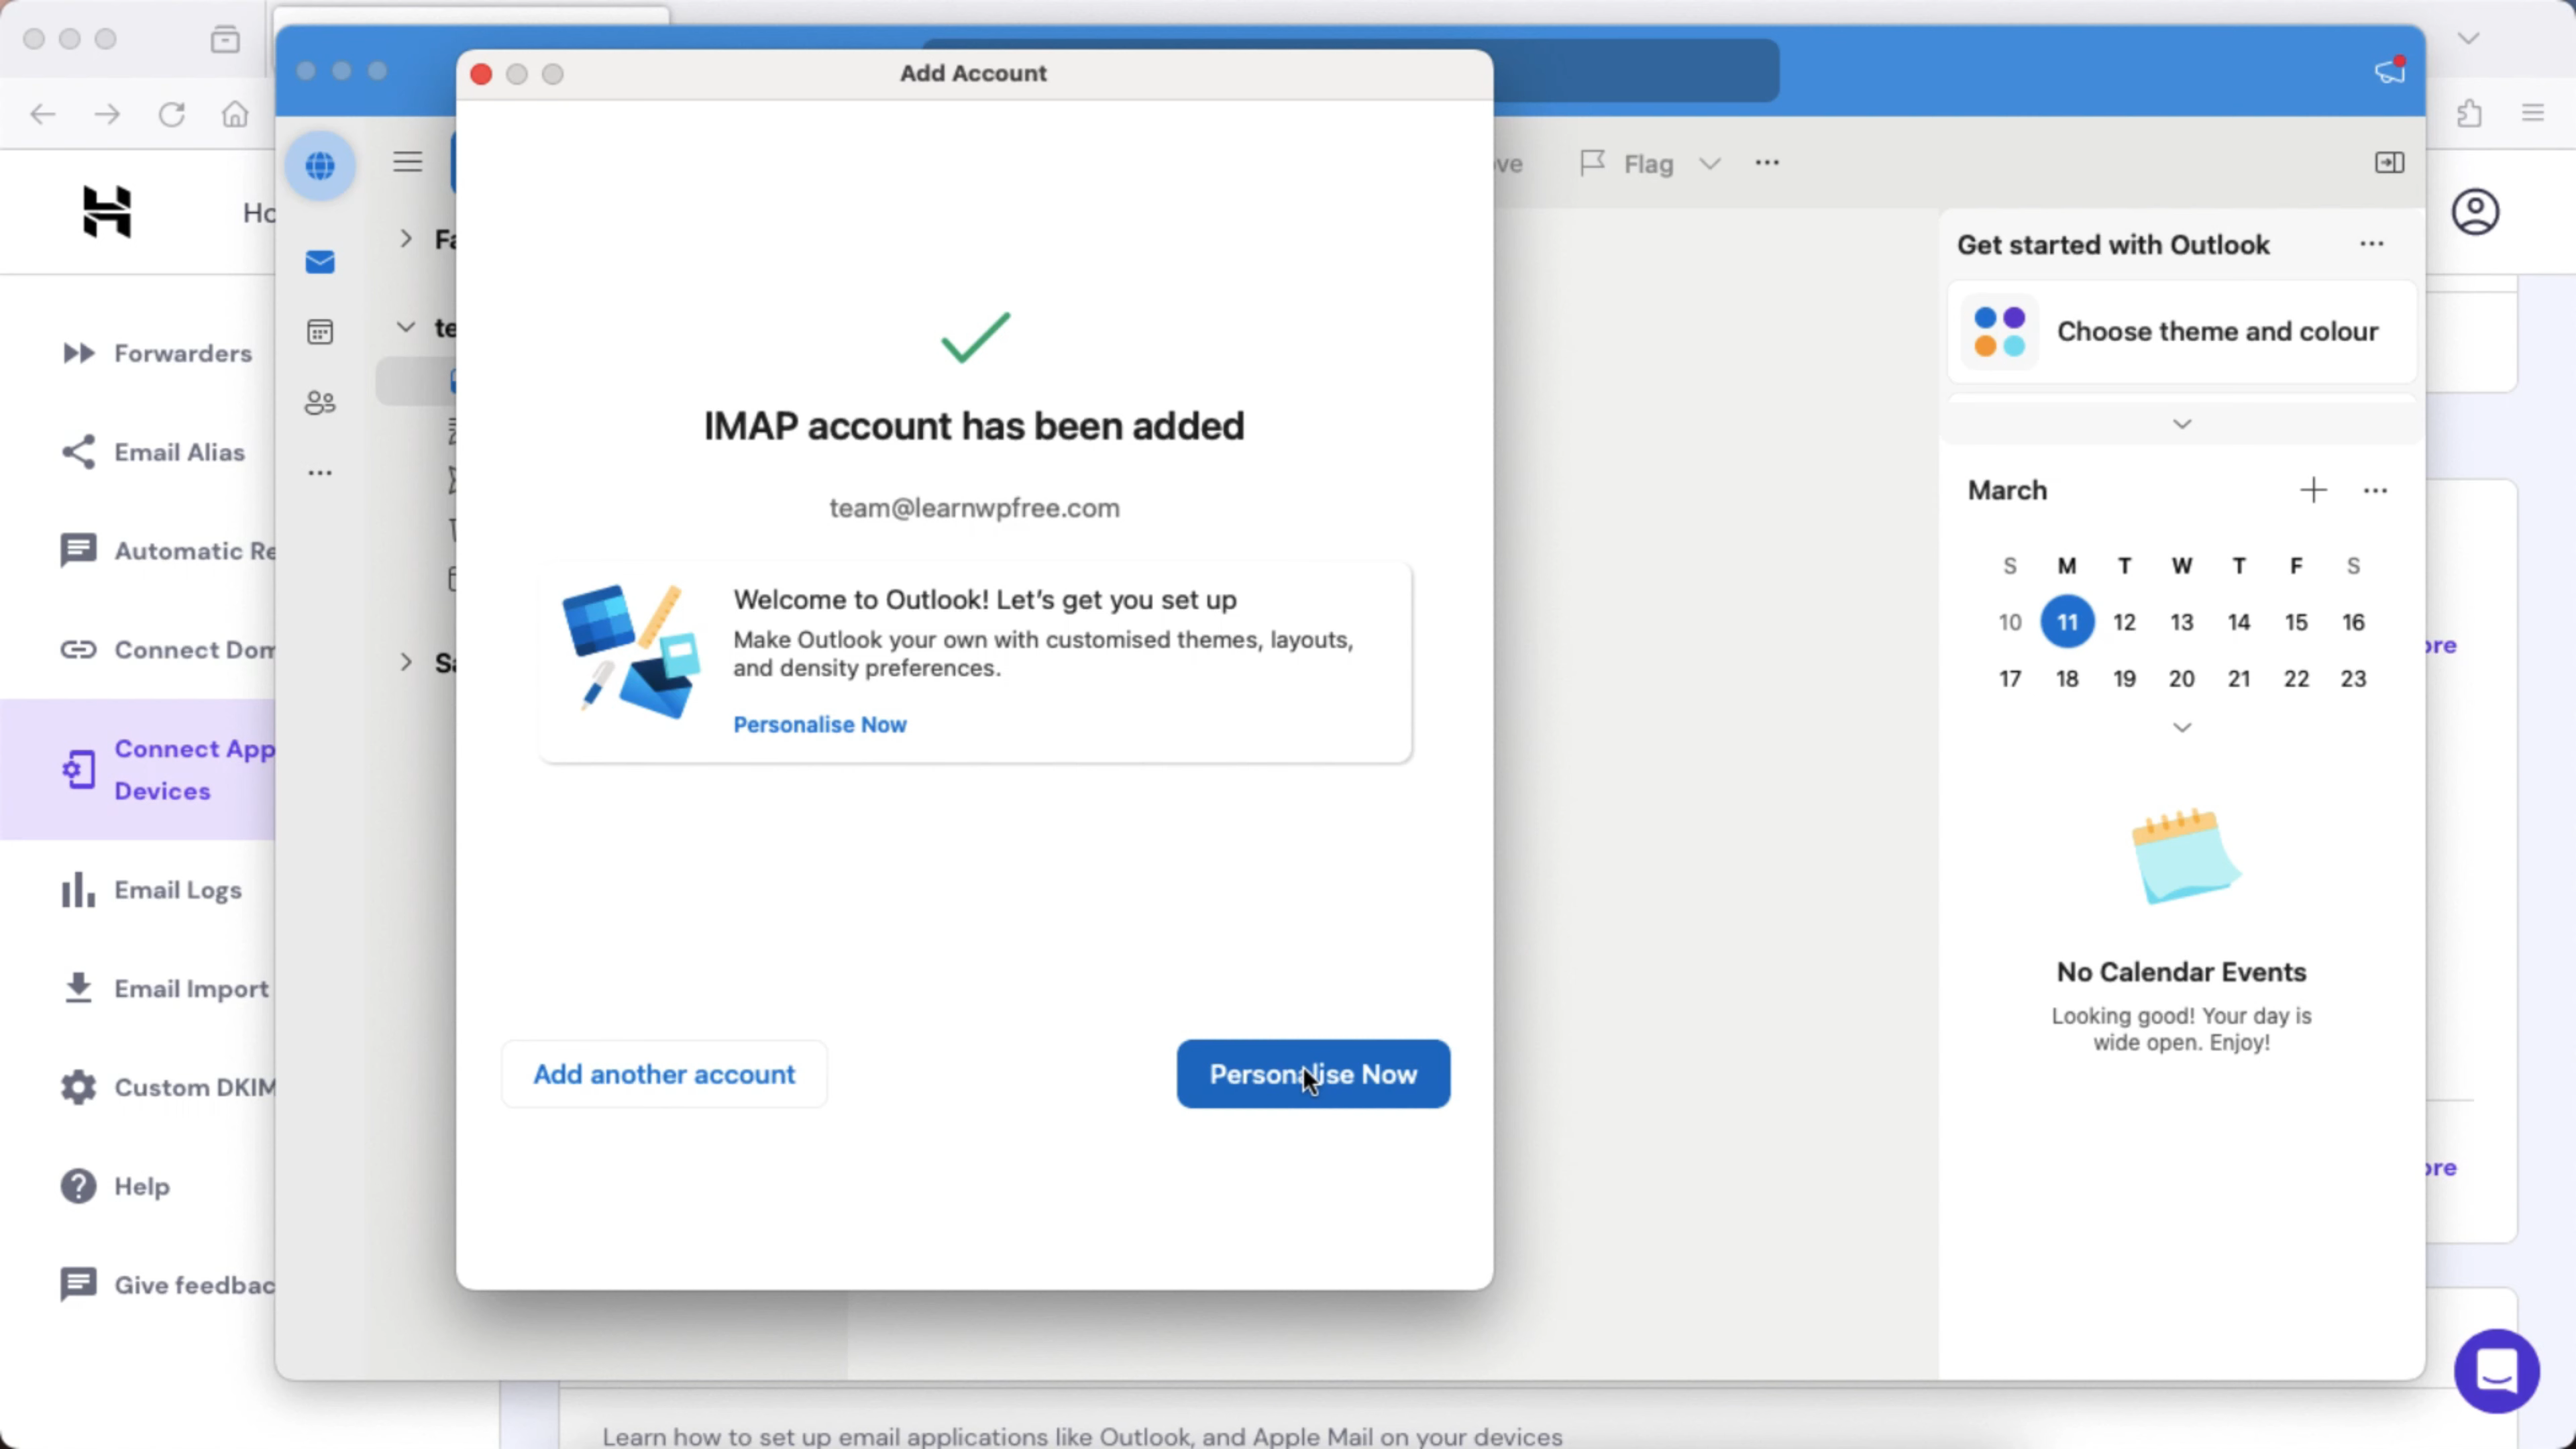 Add Account
Flag
Ho
Get started with Outlook
Choose theme and colour
Forwarders
Email Alias
Automatic Re
Connect Dom
Connect App
Devices
Email Logs
Email Import
Custom DKIM
Help
Give feedbac
IMAP account has been added
team@learnwpfree.com
Welcome to Outlook! Let's get you set up
Make Outlook your own with customised themes, layouts,
and density preferences.
Personalise Now
Add another account
Personalise Now
March
S M T W T F S
10 11 12 13 14 15 16
17 18 19 20 21 22 23
No Calendar Events
Looking good! Your day is
wide open. Enjoy!
ore
ore
Learn how to set up email applications like Outlook, and Apple Mail on your devices